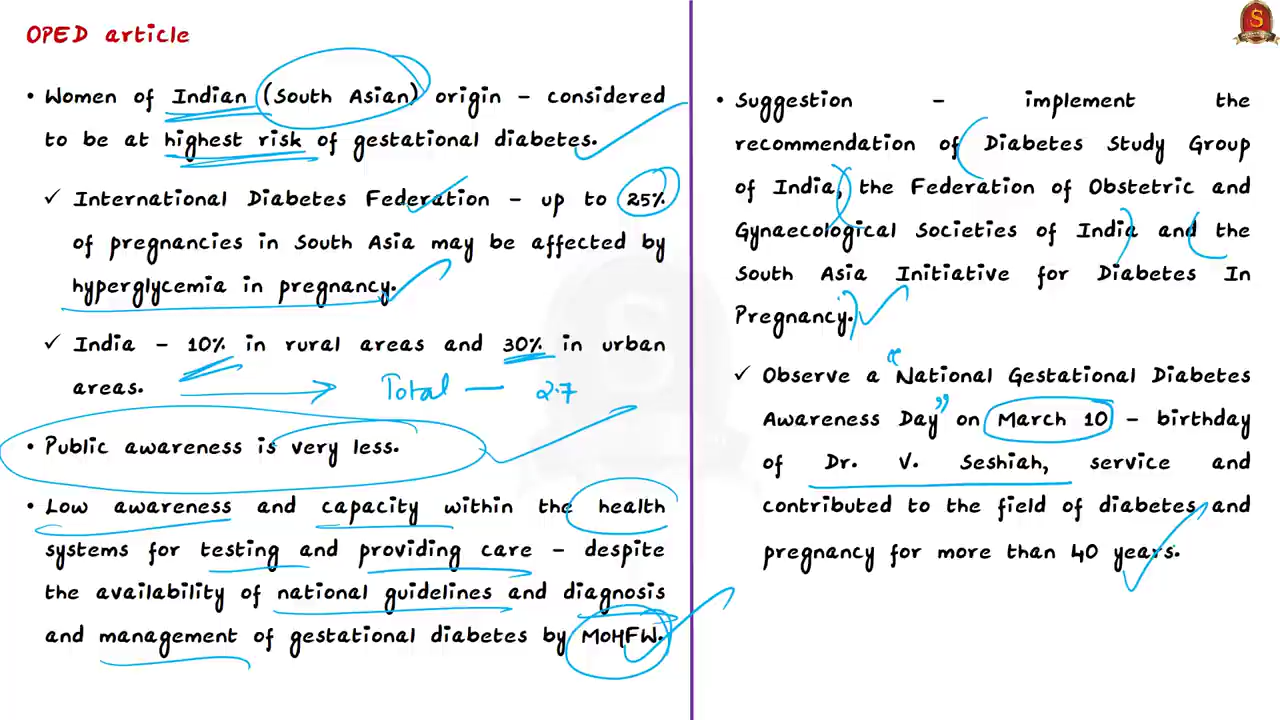 OPED article
• Women of Indian (South Asian) origin – considered
to be at highest risk of gestational diabetes.
✓ International Diabetes Federation – up to 25%
of pregnancies in South Asia may be affected by
hyperglycemia in pregnancy.
✓ India – 10% in rural areas and 30% in urban
areas.
Total — 2.7
• Public awareness is very less.
• Low awareness and capacity within the health
systems for testing and providing care – despite
the availability of national guidelines and diagnosis
and management of gestational diabetes by MoHFW.
• Suggestion – implement the
recommendation of Diabetes Study Group
of India, the Federation of Obstetric and
Gynaecological Societies of India and the
South Asia Initiative for Diabetes In
Pregnancy.
✓ Observe a "National Gestational Diabetes
Awareness Day" on March 10 – birthday
of Dr. V. Seshiah, service and
contributed to the field of diabetes and
pregnancy for more than 40 years.
S